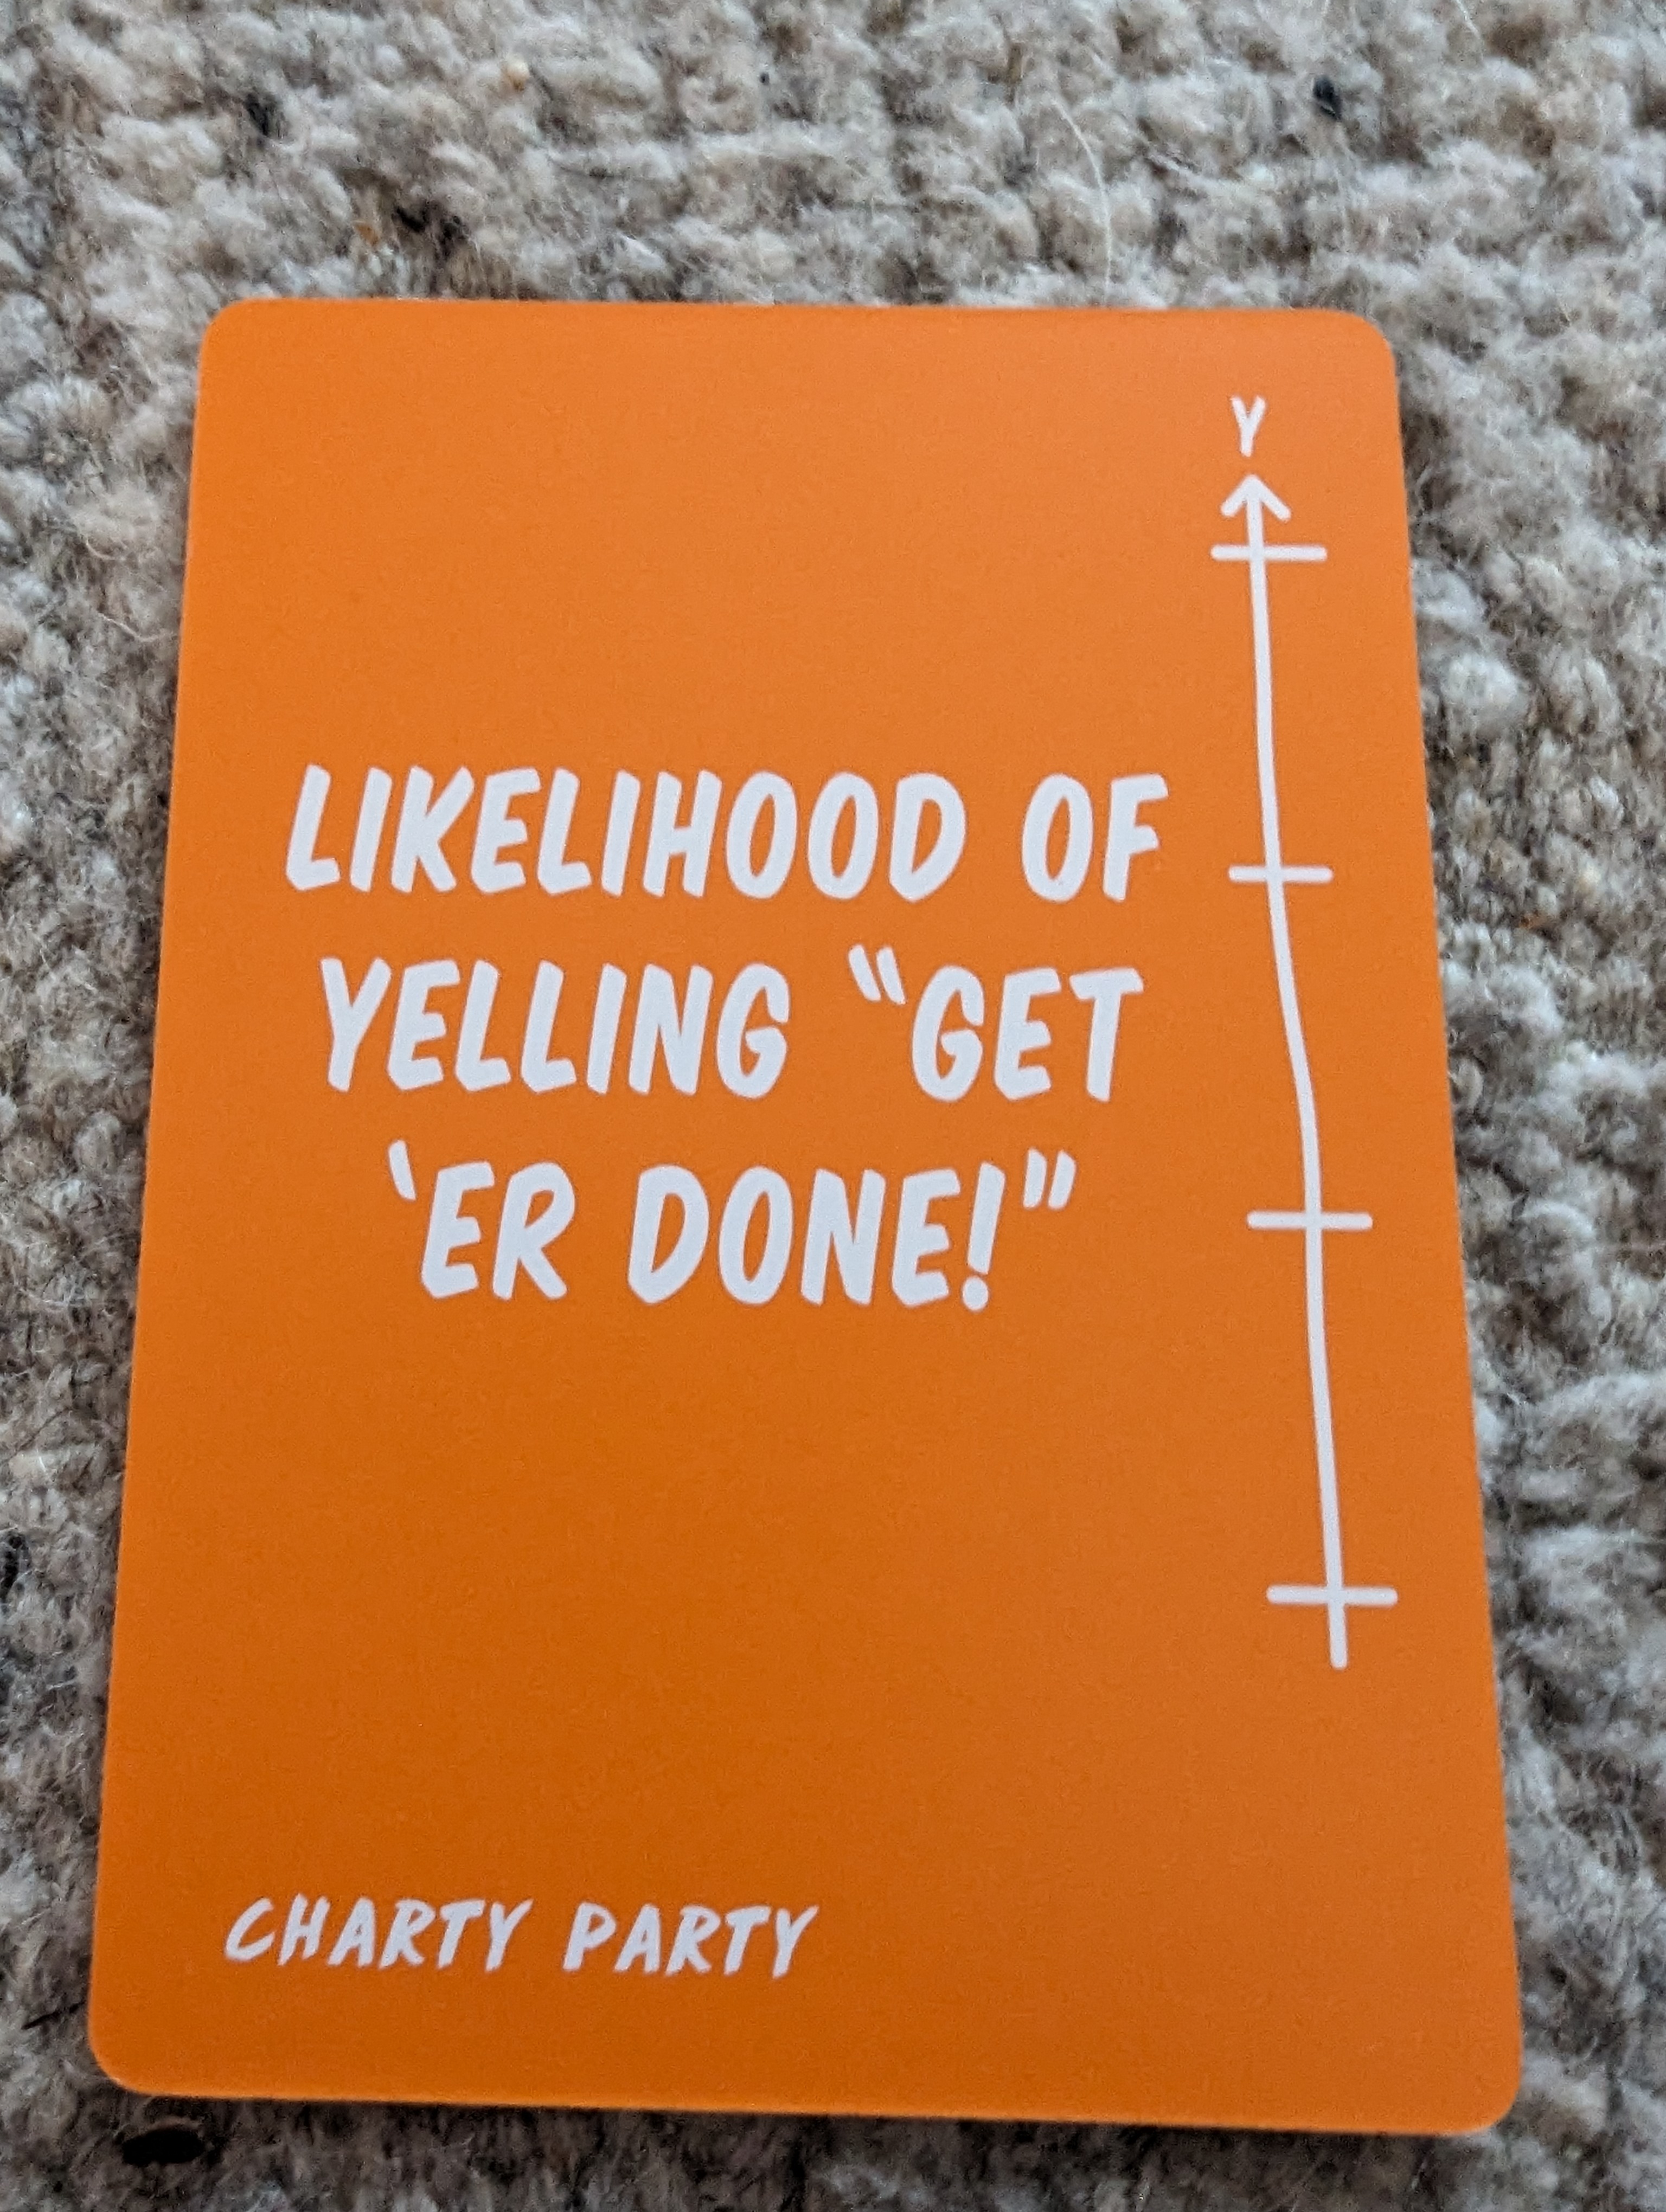 Y
LIKELIHOOD OF
YELLING “GET
‘ER DONE!”
CHARTY PARTY